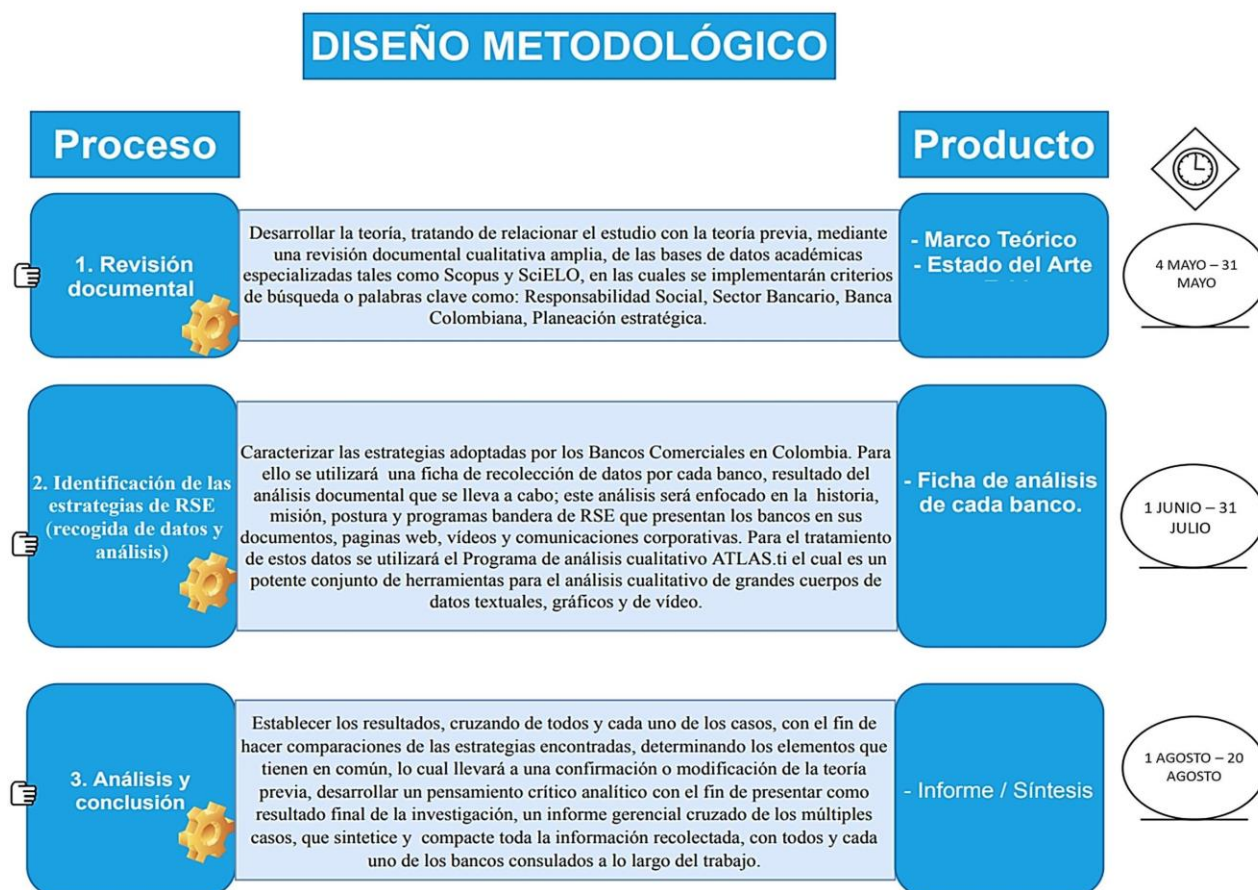 DISEÑO METODOLÓGICO
Proceso
Producto
1. Revisión
documental
Desarrollar la teoría, tratando de relacionar el estudio con la teoría previa, mediante
una revisión documental cualitativa amplia, de las bases de datos académicas
especializadas tales como Scopus y SciELO, en las cuales se implementarán criterios
de búsqueda o palabras clave como: Responsabilidad Social, Sector Bancario, Banca
Colombiana, Planeación estratégica.
- Marco Teórico
- Estado del Arte
4 MAYO – 31
MAYO
2. Identificación de las
estrategias de RSE
(recogida de datos y
análisis)
Caracterizar las estrategias adoptadas por los Bancos Comerciales en Colombia. Para
ello se utilizará una ficha de recolección de datos por cada banco, resultado del
análisis documental que se lleva a cabo; este análisis será enfocado en la historia,
misión, postura y programas bandera de RSE que presentan los bancos en sus
documentos, paginas web, vídeos y comunicaciones corporativas. Para el tratamiento
de estos datos se utilizará el Programa de análisis cualitativo ATLAS.ti el cual es un
potente conjunto de herramientas para el análisis cualitativo de grandes cuerpos de
datos textuales, gráficos y de vídeo.
- Ficha de análisis
de cada banco.
1 JUNIO – 31
JULIO
3. Análisis y
conclusión
Establecer los resultados, cruzando de todos y cada uno de los casos, con el fin de
hacer comparaciones de las estrategias encontradas, determinando los elementos que
tienen en común, lo cual llevará a una confirmación o modificación de la teoría
previa, desarrollar un pensamiento crítico analítico con el fin de presentar como
resultado final de la investigación, un informe gerencial cruzado de los múltiples
casos, que sintetice y compacte toda la información recolectada, con todos y cada
uno de los bancos consulados a lo largo del trabajo.
- Informe / Síntesis
1 AGOSTO – 20
AGOSTO